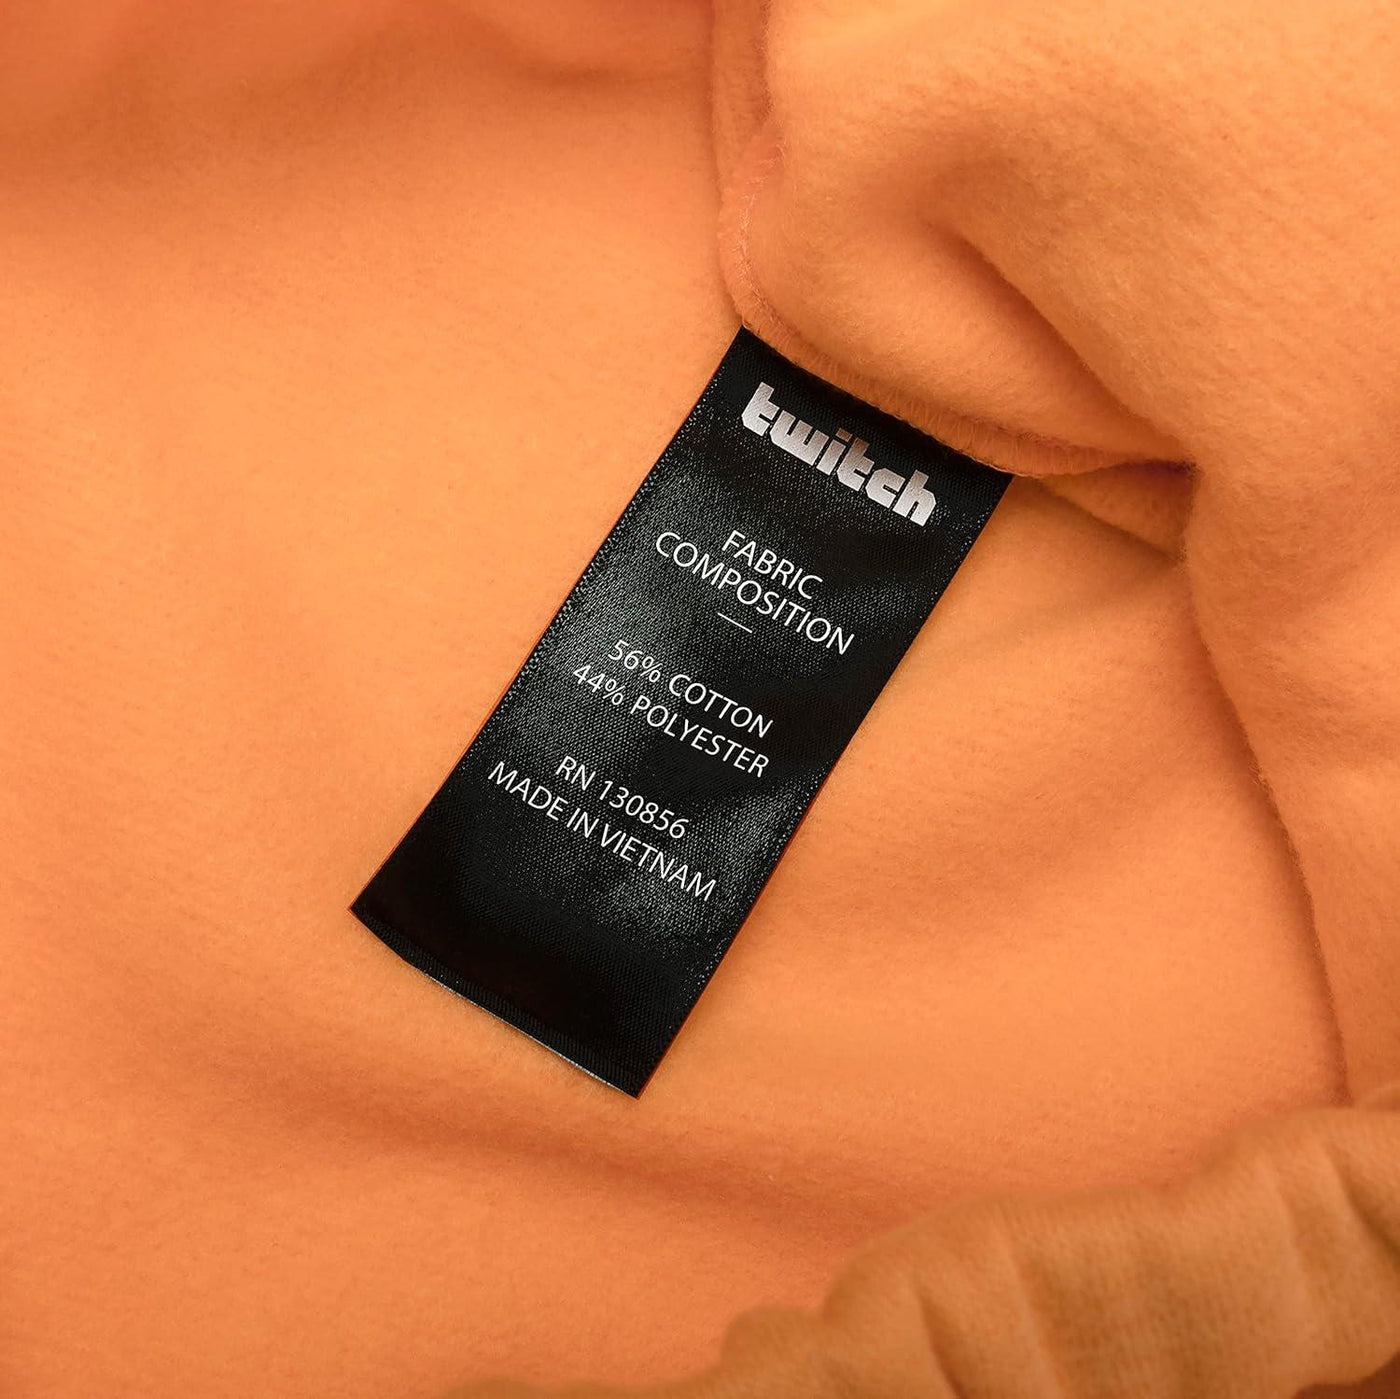 twitch
FABRIC
COMPOSITION
56% COTTON
44% POLYESTER
RN 130856
MADE IN VIETNAM